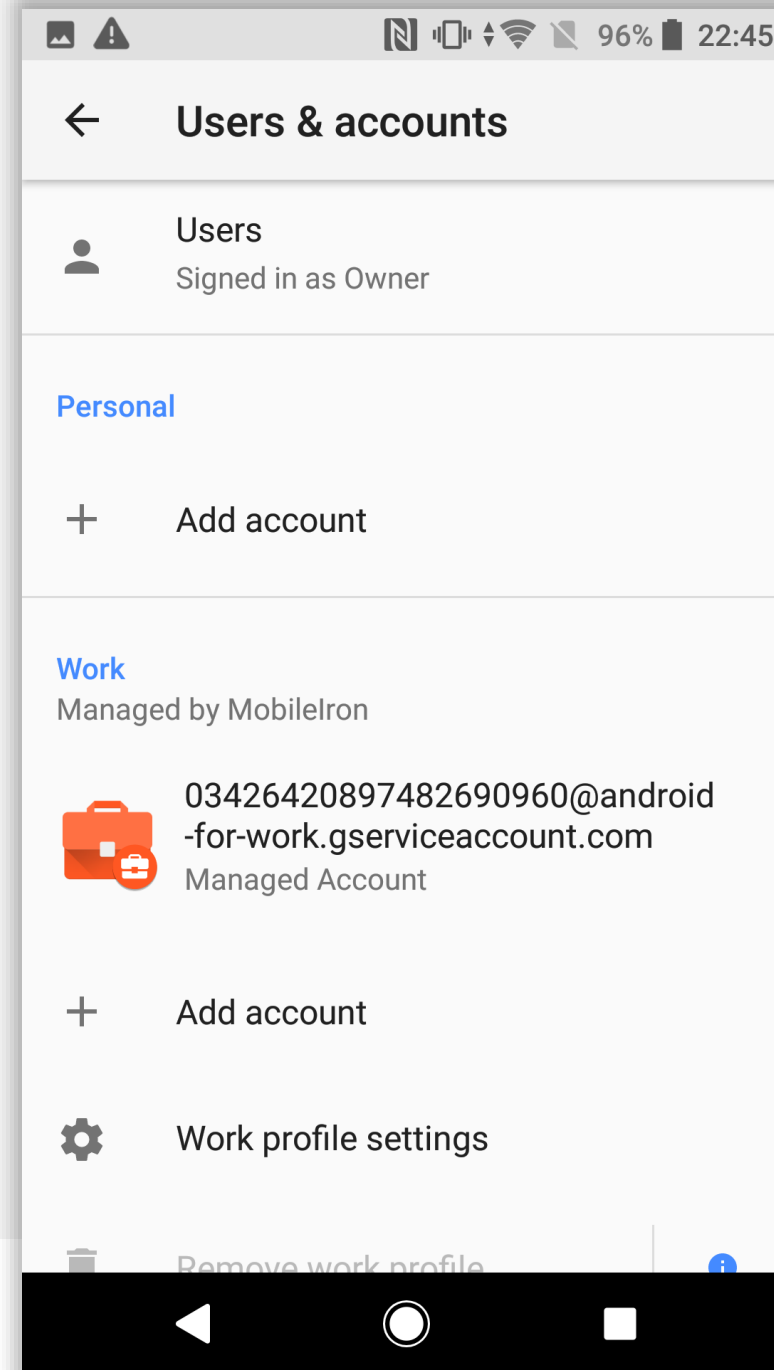 96% 22:45
Users & accounts
Users
Signed in as Owner
Personal
Add account
Work
Managed by MobileIron
03426420897482690960@android
-for-work.gserviceaccount.com
Managed Account
Add account
Work profile settings
Remove work profile